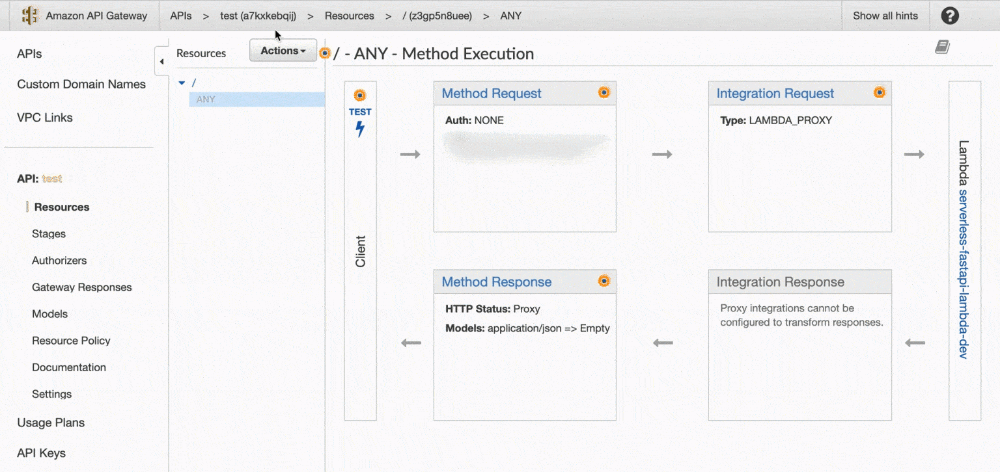 Amazon API Gateway
APIs > test (a7kxkebqij) > Resources > / (z3gp5n8uee) > ANY
Show all hints
?
APIs
Custom Domain Names
VPC Links
API: test
Resources
Stages
Authorizers
Gateway Responses
Models
Resource Policy
Documentation
Settings
Usage Plans
API Keys
Resources
Actions
/
ANY
/ - ANY - Method Execution
TEST
Client
Method Request
Auth: NONE
Integration Request
Type: LAMBDA_PROXY
Method Response
HTTP Status: Proxy
Models: application/json => Empty
Integration Response
Proxy integrations cannot be
configured to transform responses.
Lambda serverless-fastapi-lambda-dev